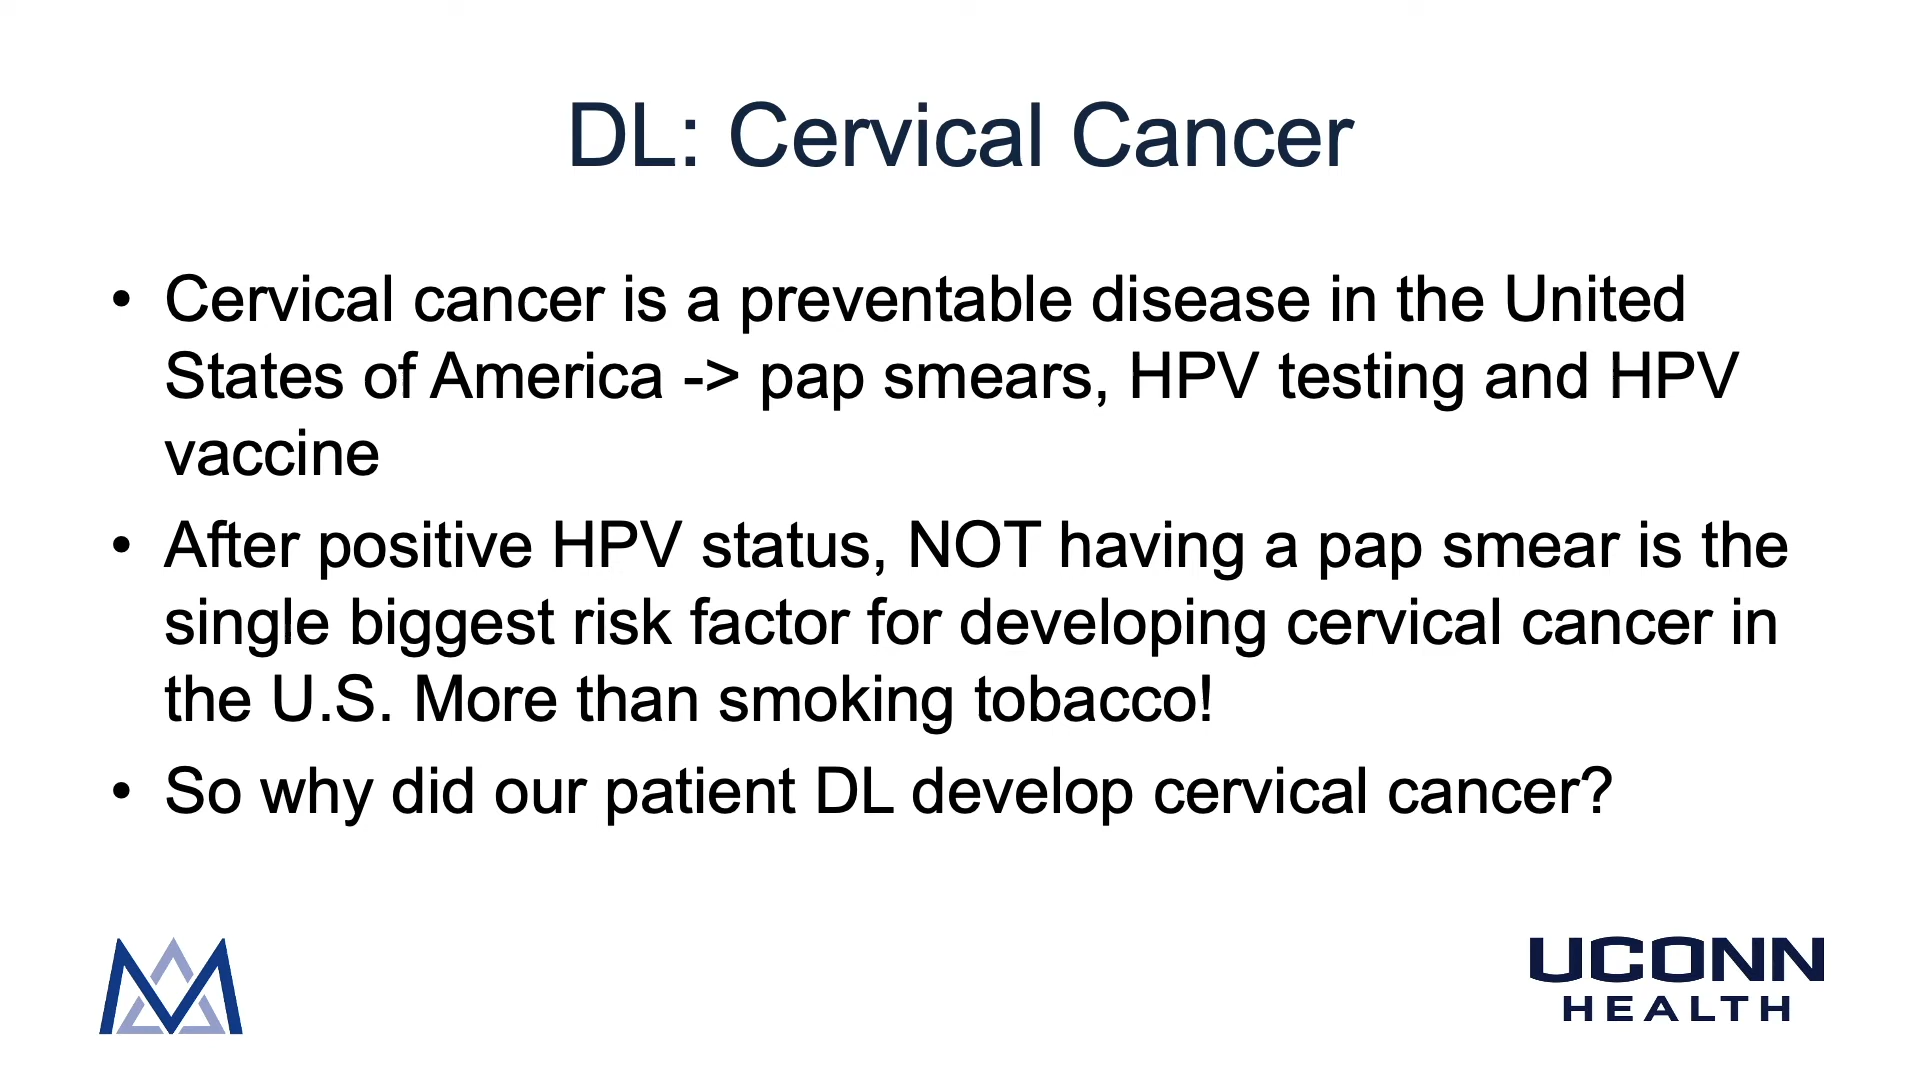 DL: Cervical Cancer
• Cervical cancer is a preventable disease in the United
States of America -> pap smears, HPV testing and HPV
vaccine
• After positive HPV status, NOT having a pap smear is the
single biggest risk factor for developing cervical cancer in
the U.S. More than smoking tobacco!
• So why did our patient DL develop cervical cancer?
UCONN
HEALTH